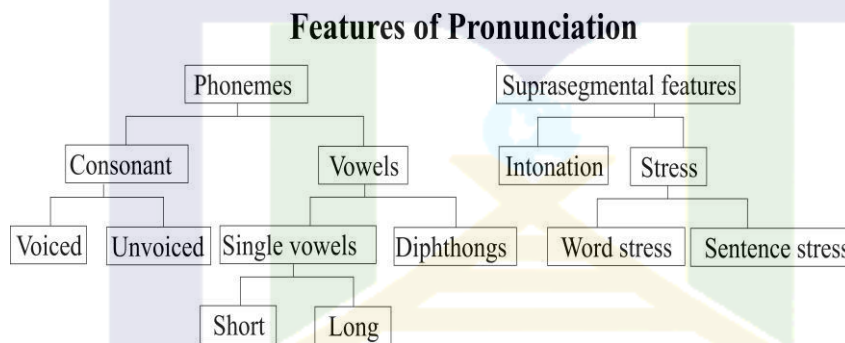 Features of Pronunciation
Phonemes
Suprasegmental features
Consonant
Vowels
Intonation
Stress
Voiced
Unvoiced
Single vowels
Diphthongs
Word stress
Sentence stress
Short
Long